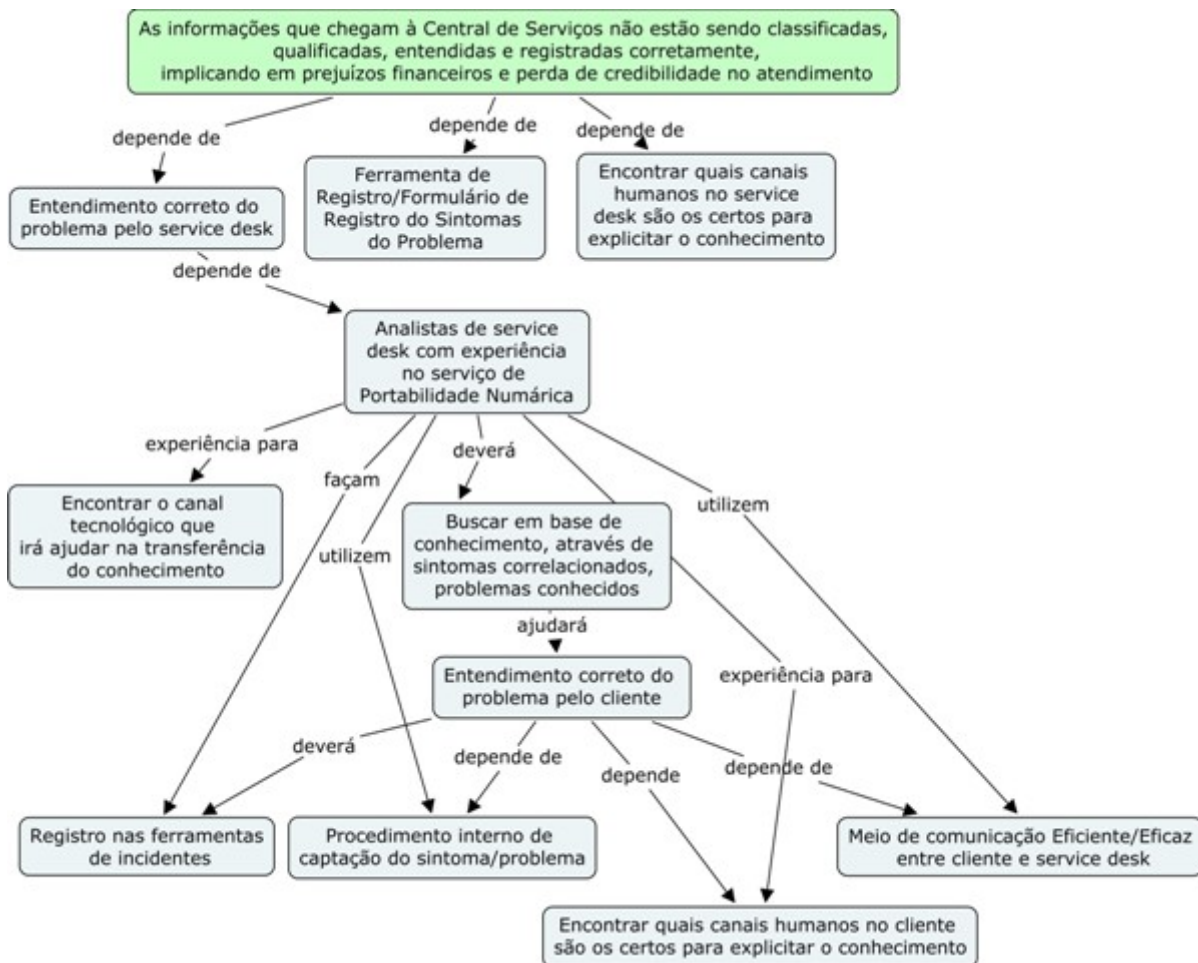 As informações que chegam à Central de Serviços não estão sendo classificadas,
qualificadas, entendidas e registradas corretamente,
implicando em prejuízos financeiros e perda de credibilidade no atendimento
depende de
depende de
depende de
Entendimento correto do
problema pelo service desk
Ferramenta de
Registro/Formulário de
Registro do Sintomas
do Problema
Encontrar quais canais
humanos no service
desk são os certos para
explicitar o conhecimento
depende de
Analistas de service
desk com experiência
no serviço de
Portabilidade Numárica
experiência para
façam
utilizem
deverá
experiência para
utilizem
Encontrar o canal
tecnológico que
irá ajudar na transferência
do conhecimento
Buscar em base de
conhecimento, através de
sintomas correlacionados,
problemas conhecidos
ajudará
Entendimento correto do
problema pelo cliente
deverá
depende de
depende
depende de
Registro nas ferramentas
de incidentes
Procedimento interno de
captação do sintoma/problema
Meio de comunicação Eficiente/Eficaz
entre cliente e service desk
Encontrar quais canais humanos no cliente
são os certos para explicitar o conhecimento